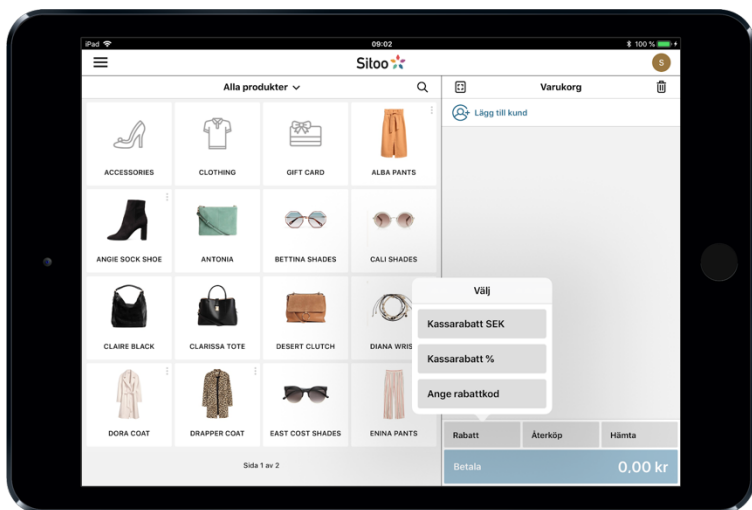 iPad 09:02 100 %
Sitoo S
Alla produkter Varukorg
Lägg till kund
ACCESSORIES CLOTHING GIFT CARD ALBA PANTS
ANGIE SOCK SHOE ANTONIA BETTINA SHADES CALI SHADES
Välj
Kassarabatt SEK
CLAIRE BLACK CLARISSA TOTE DESERT CLUTCH DIANA WRIS
Kassarabatt %
Ange rabattkod
DORA COAT DRAPPER COAT EAST COST SHADES ENINA PANTS
Rabatt Återköp Hämta
Sida 1 av 2
Betala 0,00 kr